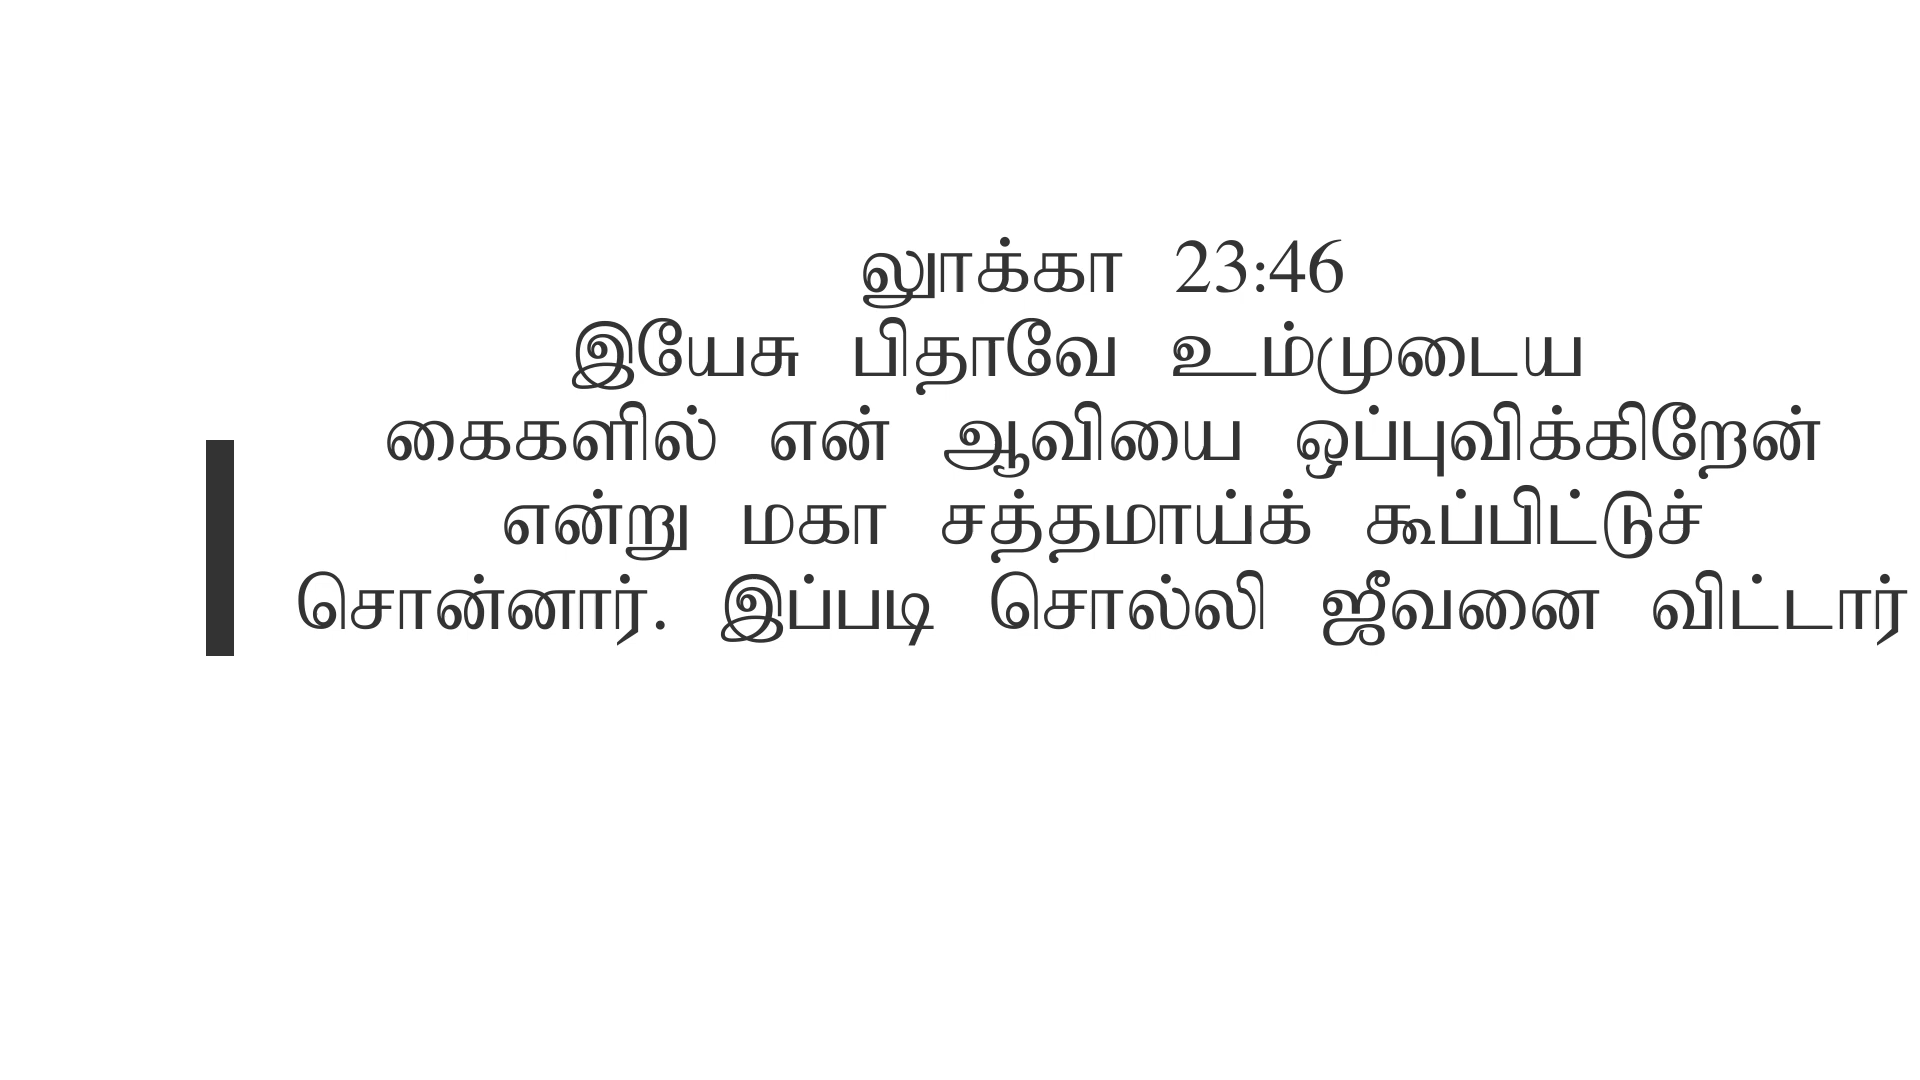 லூக்கா 23:46
இயேசு பிதாவே உம்முடைய
கைகளில் என் ஆவியை ஒப்புவிக்கிறேன்
என்று மகா சத்தமாய்க் கூப்பிட்டுச்
சொன்னார். இப்படி சொல்லி ஜீவனை விட்டார்